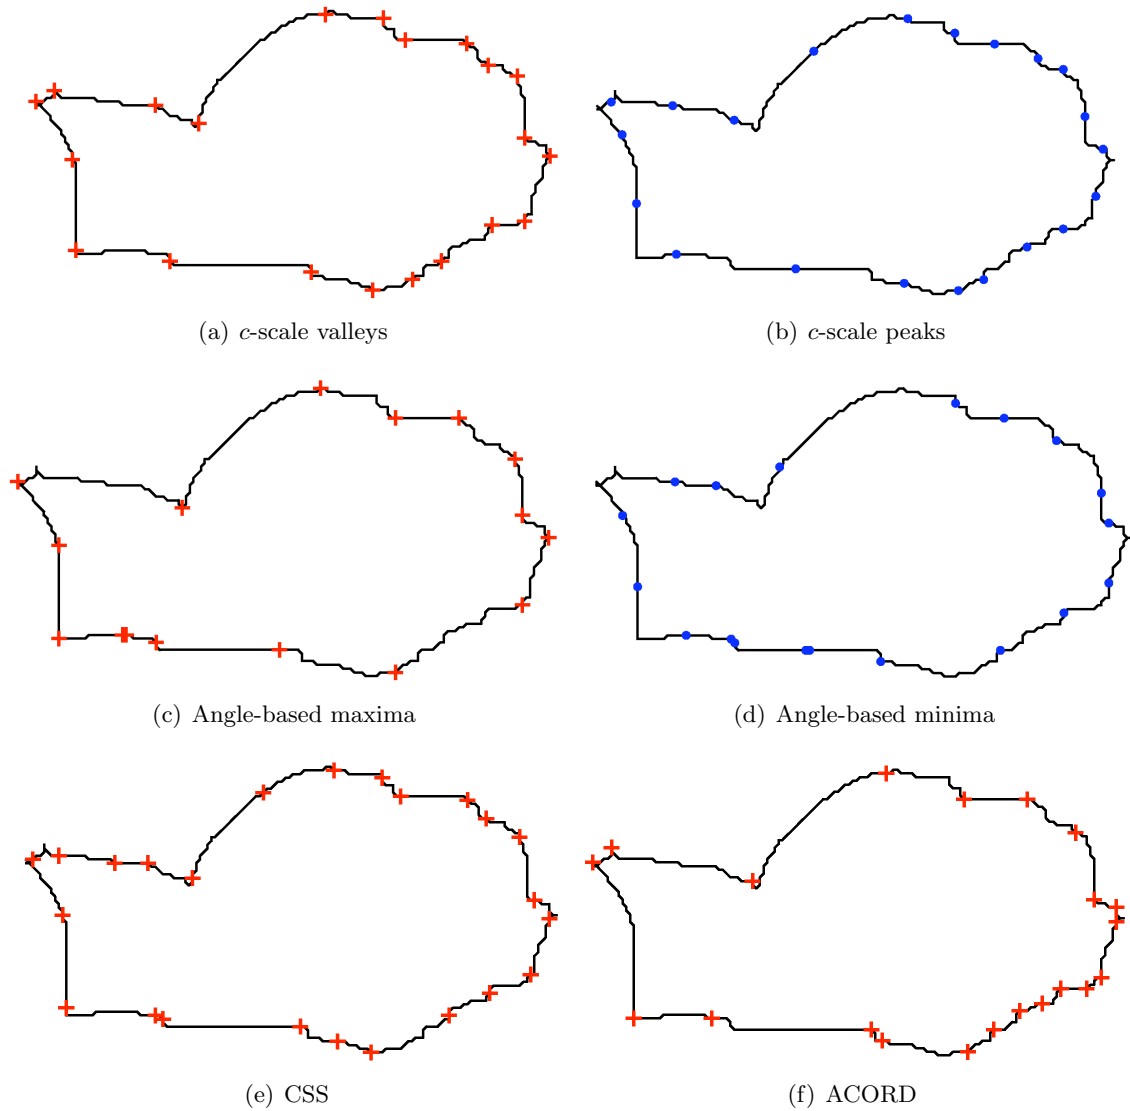 (a) c-scale valleys
(b) c-scale peaks
(c) Angle-based maxima
(d) Angle-based minima
(e) CSS
(f) ACORD